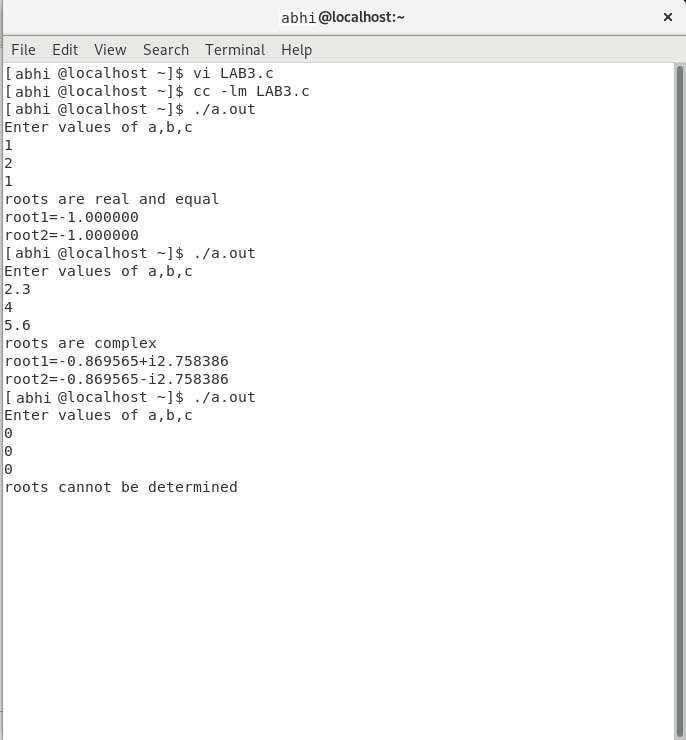 abhi@localhost:~ ×
File Edit View Search Terminal Help
[abhi @localhost ~]$ vi LAB3.c
[abhi @localhost ~]$ cc -lm LAB3.c
[abhi @localhost ~]$ ./a.out
Enter values of a,b,c
1
2
1
roots are real and equal
root1=-1.000000
root2=-1.000000
[abhi @localhost ~]$ ./a.out
Enter values of a,b,c
2.3
4
5.6
roots are complex
root1=-0.869565+i2.758386
root2=-0.869565-i2.758386
[abhi @localhost ~]$ ./a.out
Enter values of a,b,c
0
0
0
roots cannot be determined